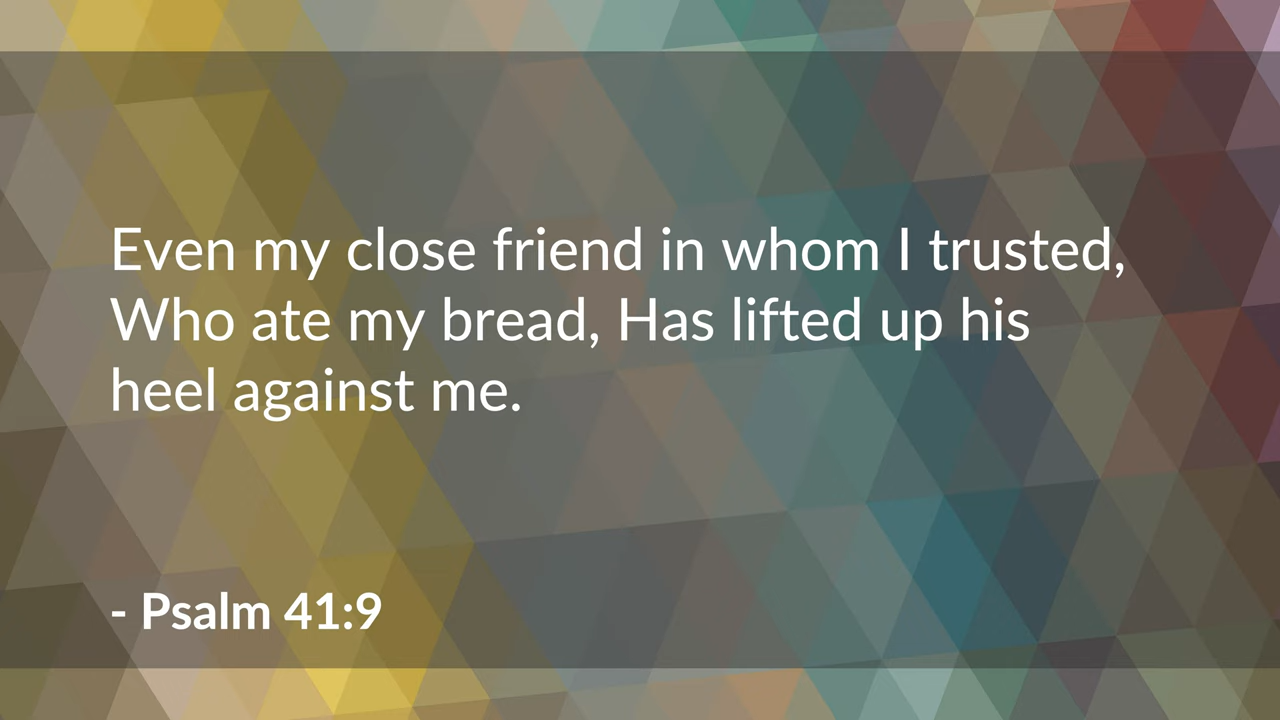 Even my close friend in whom I trusted,
Who ate my bread, Has lifted up his
heel against me.
- Psalm 41:9